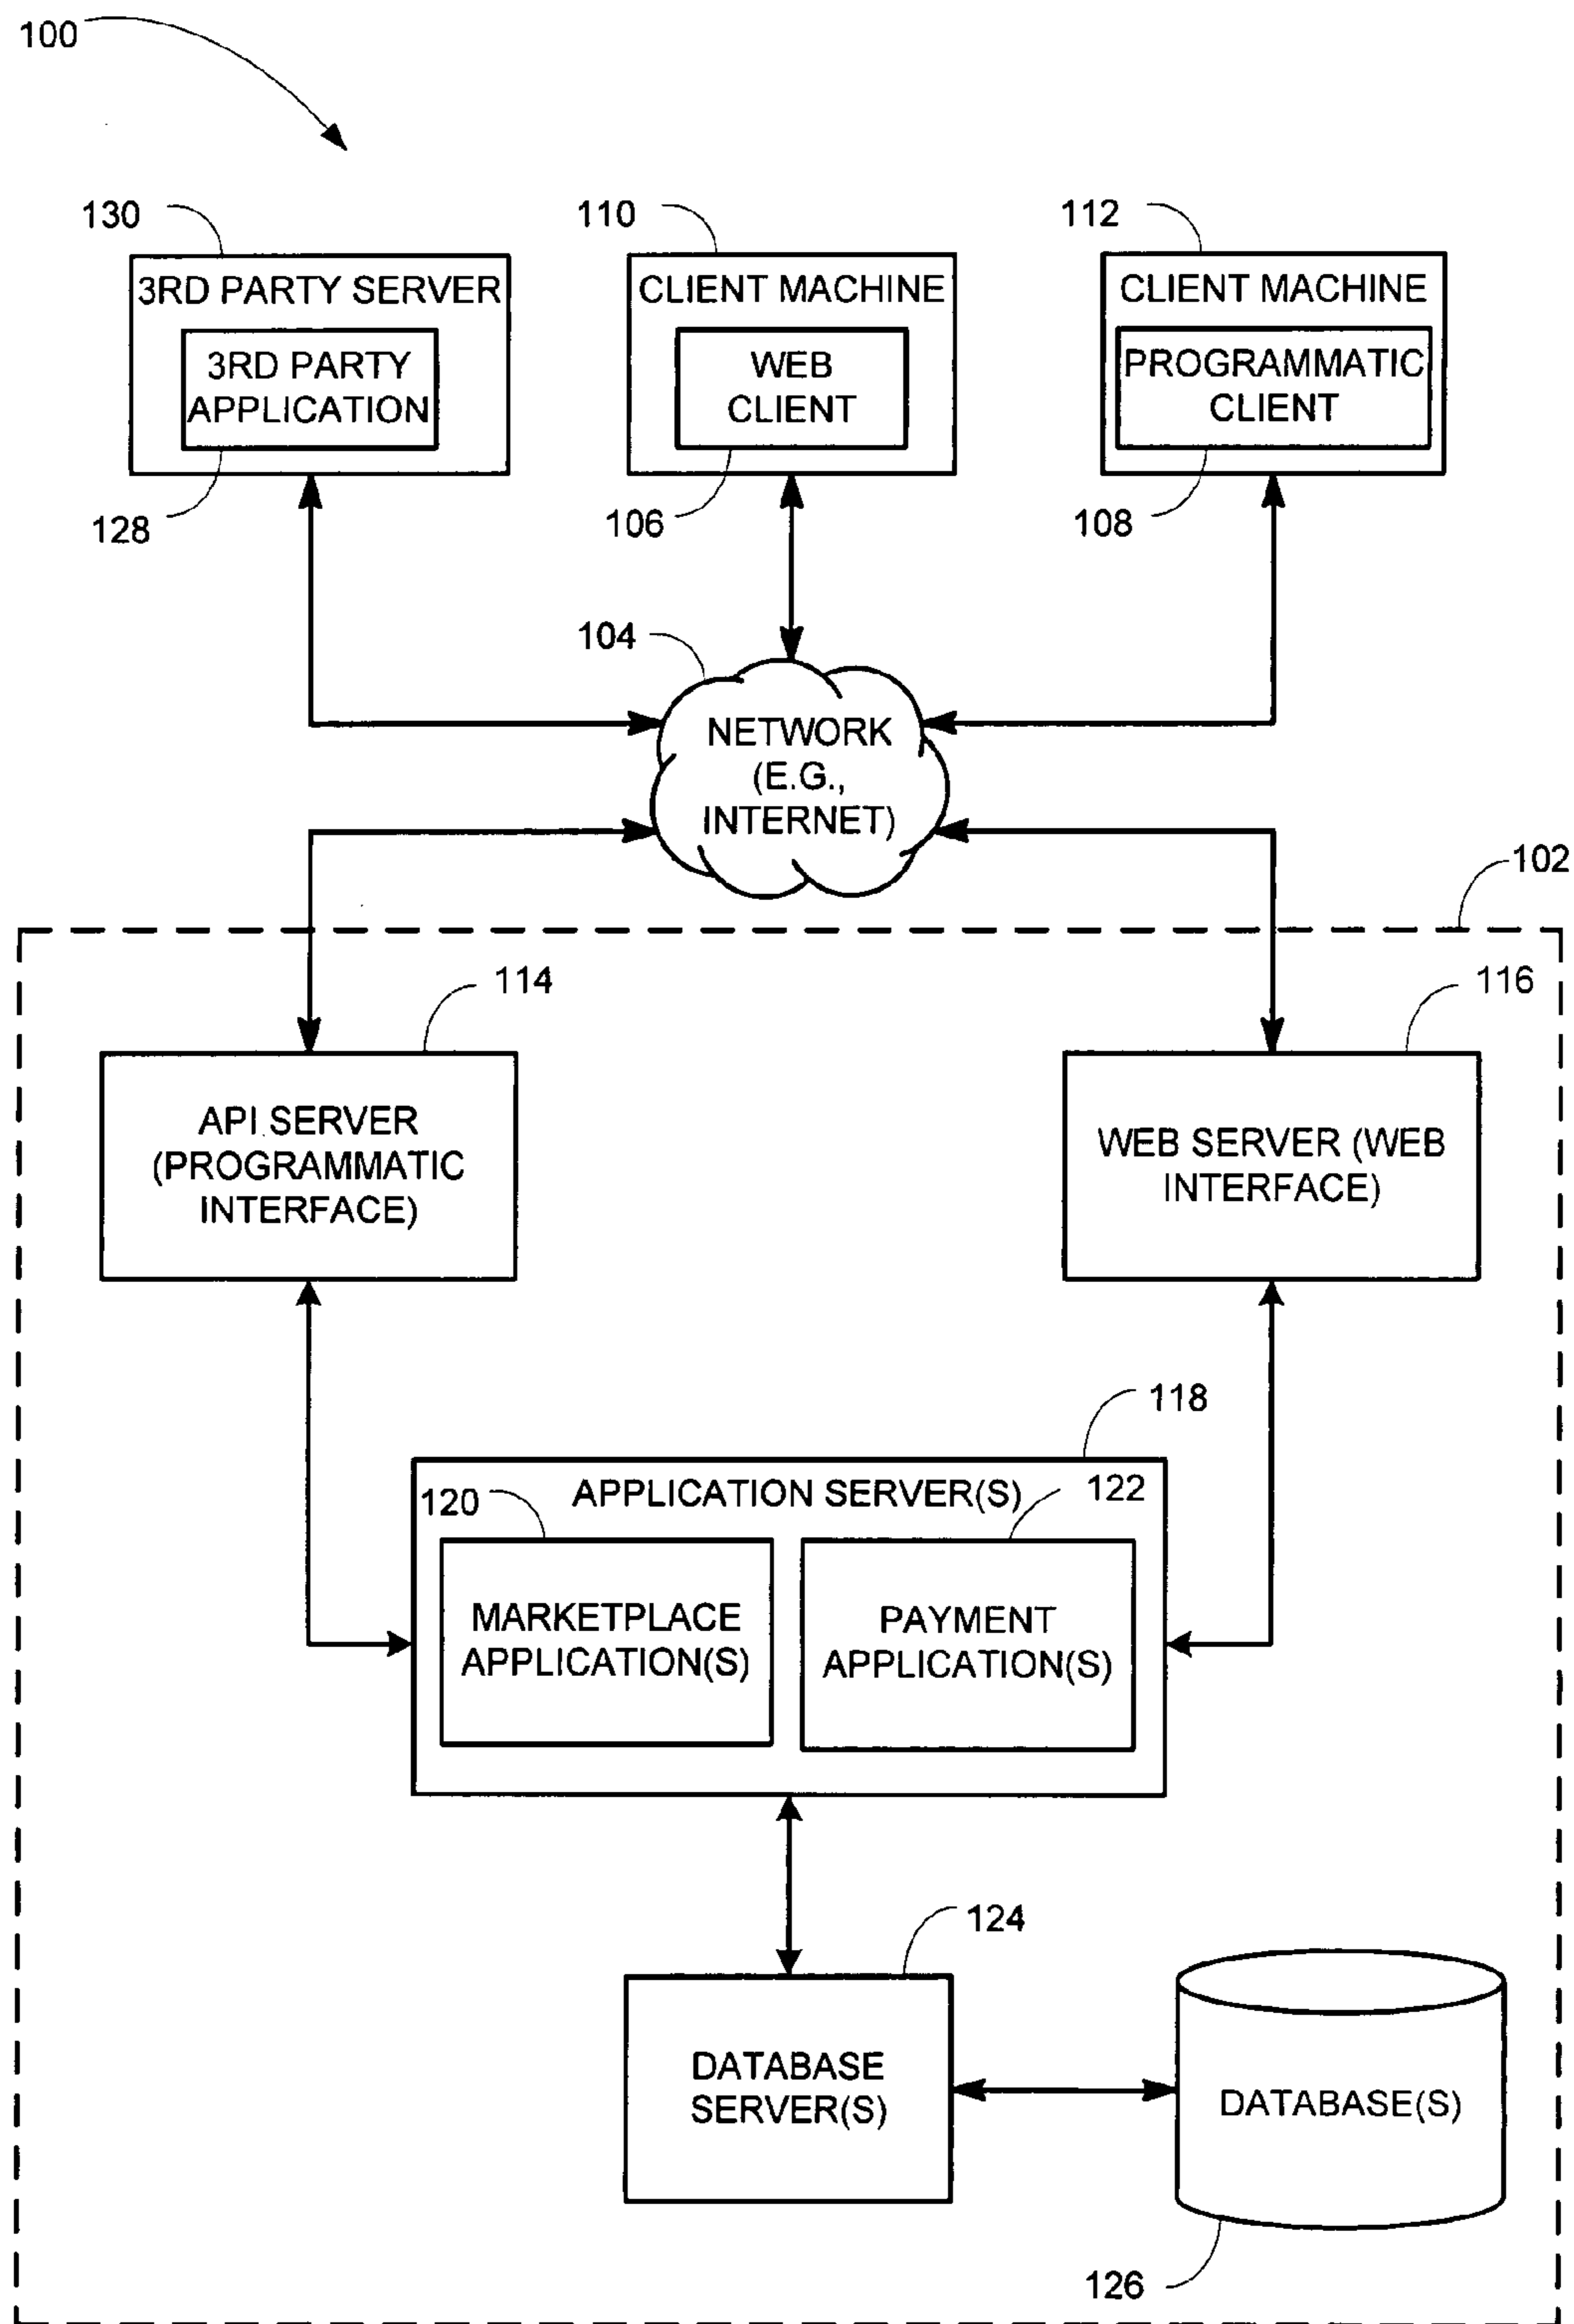 100
130
110
112
3RD PARTY SERVER
CLIENT MACHINE
CLIENT MACHINE
3RD PARTY
APPLICATION
WEB
CLIENT
PROGRAMMATIC
CLIENT
128
106
108
104
NETWORK
(E.G.,
INTERNET)
102
114
116
API SERVER
(PROGRAMMATIC
INTERFACE)
WEB SERVER (WEB
INTERFACE)
118
120
APPLICATION SERVER(S)
122
MARKETPLACE
APPLICATION(S)
PAYMENT
APPLICATION(S)
124
DATABASE
SERVER(S)
DATABASE(S)
126